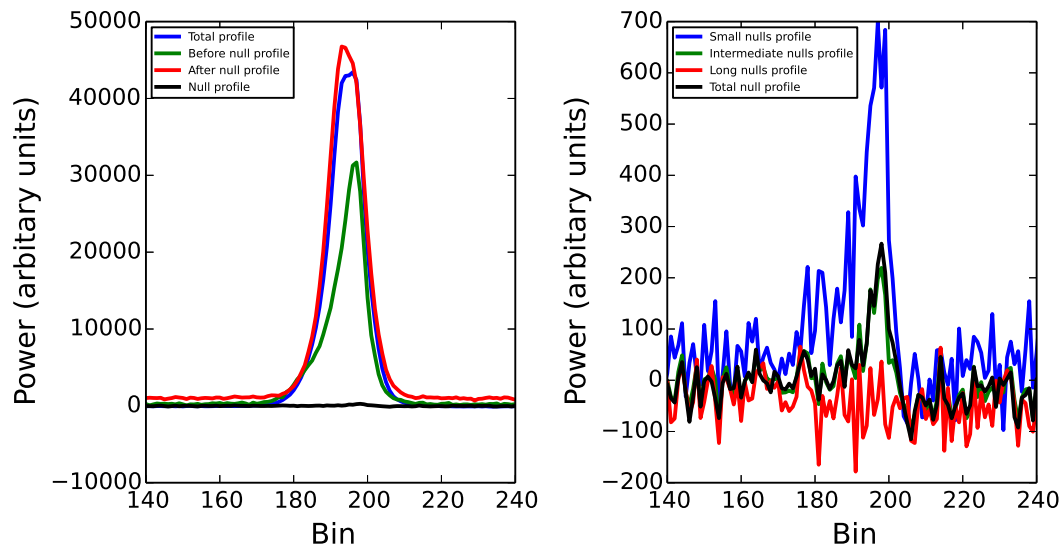 50000
40000
30000
20000
10000
0
−10000
140
160
180
200
220
240
Power (arbitary units)
Bin
Total profile
Before null profile
After null profile
Null profile
700
600
500
400
300
200
100
0
−100
−200
140
160
180
200
220
240
Power (arbitary units)
Bin
Small nulls profile
Intermediate nulls profile
Long nulls profile
Total null profile